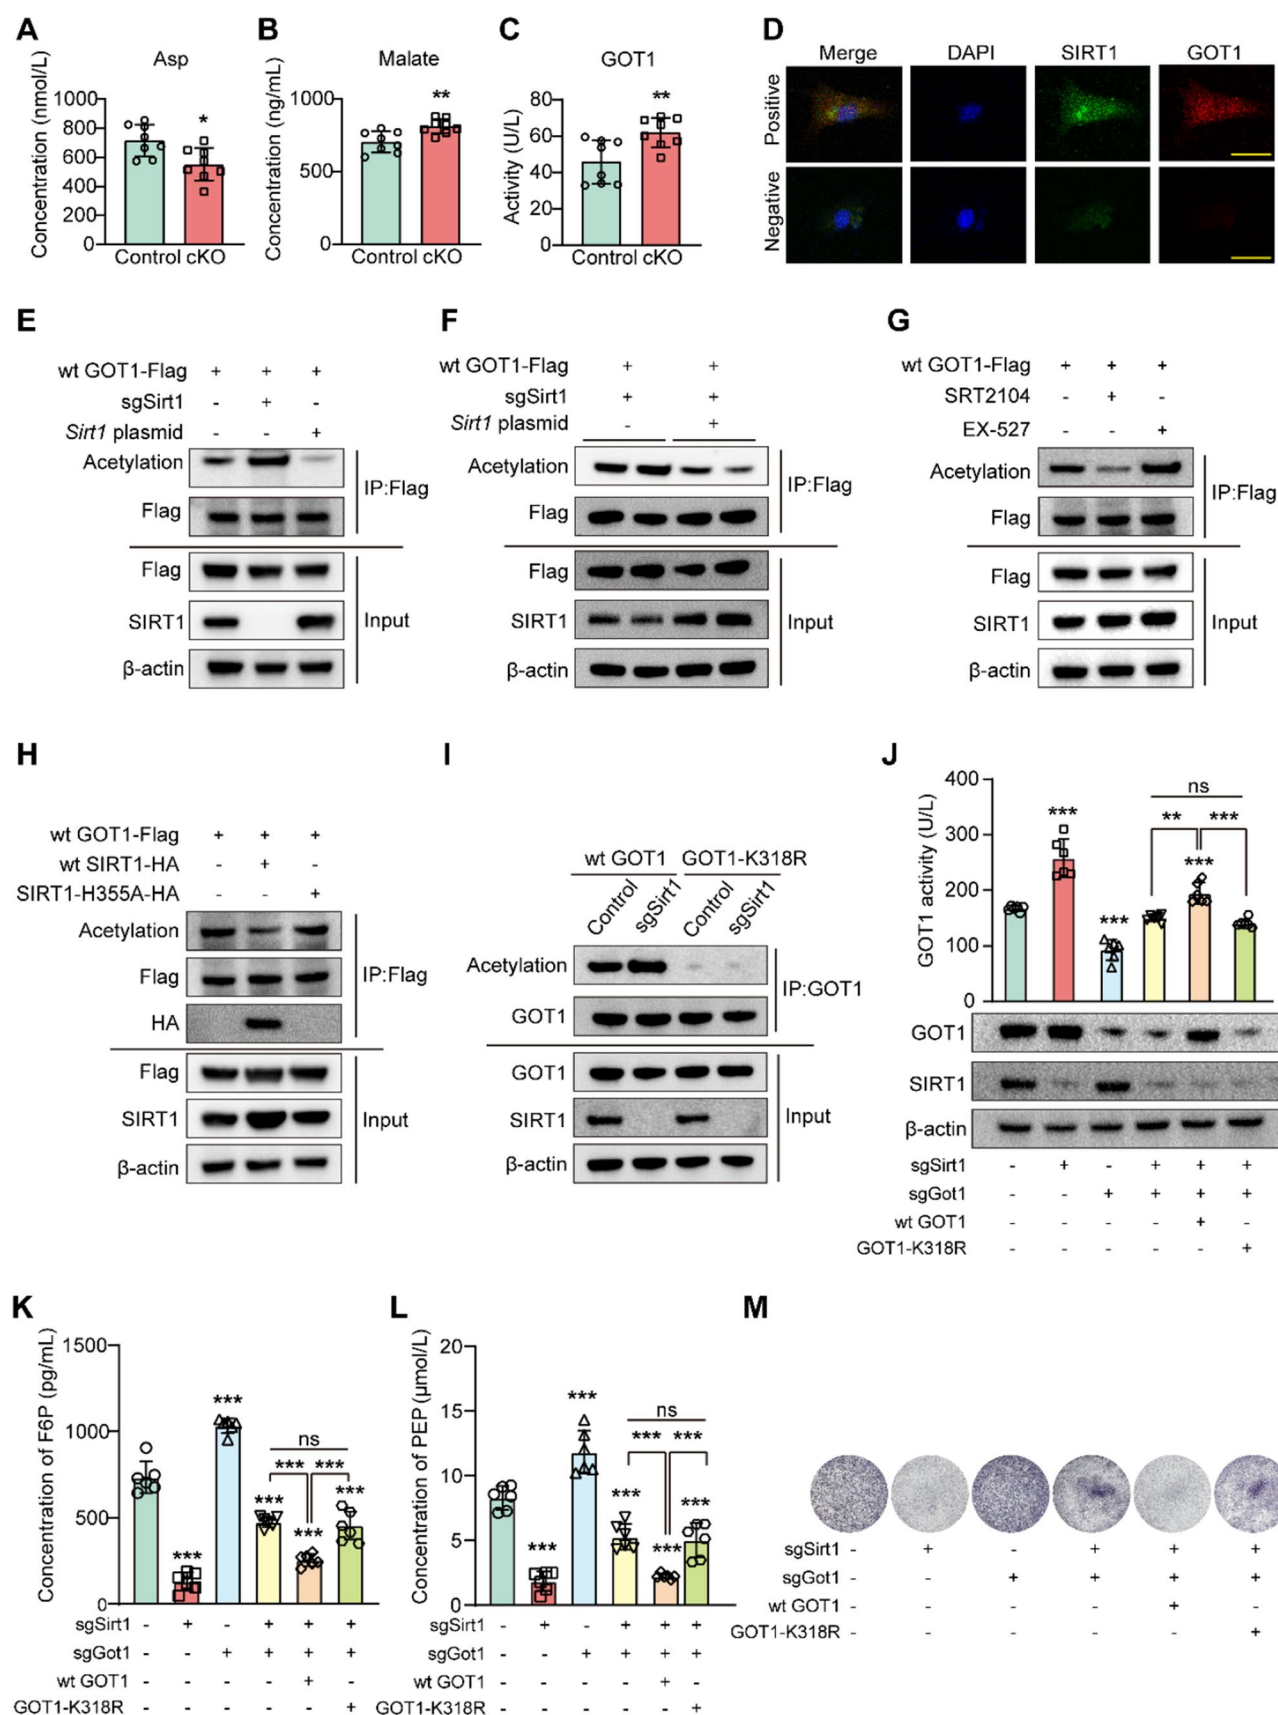 A
Asp
Concentration (nmol/L)
1000
800
600
400
200
0
*
Control cKO
B
Malate
Concentration (ng/mL)
1000
500
0
**
Control cKO
C
GOT1
Activity (U/L)
80
60
40
20
0
**
Control cKO
D
Merge DAPI SIRT1 GOT1
Positive
Negative
E
wt GOT1-Flag + + +
sgSirt1 - + -
Sirt1 plasmid - - +
Acetylation
Flag
IP:Flag
Flag
SIRT1
β-actin
Input
F
wt GOT1-Flag + +
sgSirt1 + +
Sirt1 plasmid - +
Acetylation
Flag
IP:Flag
Flag
SIRT1
β-actin
Input
G
wt GOT1-Flag + + +
SRT2104 - + -
EX-527 - - +
Acetylation
Flag
IP:Flag
Flag
SIRT1
β-actin
Input
H
wt GOT1-Flag + + +
wt SIRT1-HA - + -
SIRT1-H355A-HA - - +
Acetylation
Flag
HA
IP:Flag
Flag
SIRT1
β-actin
Input
I
wt GOT1 GOT1-K318R
Control sgSirt1 Control sgSirt1
Acetylation
GOT1
IP:GOT1
GOT1
SIRT1
β-actin
Input
J
GOT1 activity (U/L)
400
300
200
100
0
ns
** ***
*** *** ***
GOT1
SIRT1
β-actin
sgSirt1 - + - + + +
sgGot1 - - + + + +
wt GOT1 - - - - + -
GOT1-K318R - - - - - +
K
Concentration of F6P (pg/mL)
1500
1000
500
0
ns
*** ***
*** *** *** *** ***
sgSirt1 - + - + + +
sgGot1 - - + + + +
wt GOT1 - - - - + -
GOT1-K318R - - - - - +
L
Concentration of PEP (μmol/L)
20
15
10
5
0
ns
*** ***
*** *** *** *** ***
sgSirt1 - + - + + +
sgGot1 - - + + + +
wt GOT1 - - - - + -
GOT1-K318R - - - - - +
M
sgSirt1 - + - + + +
sgGot1 - - + + + +
wt GOT1 - - - - + -
GOT1-K318R - - - - - +